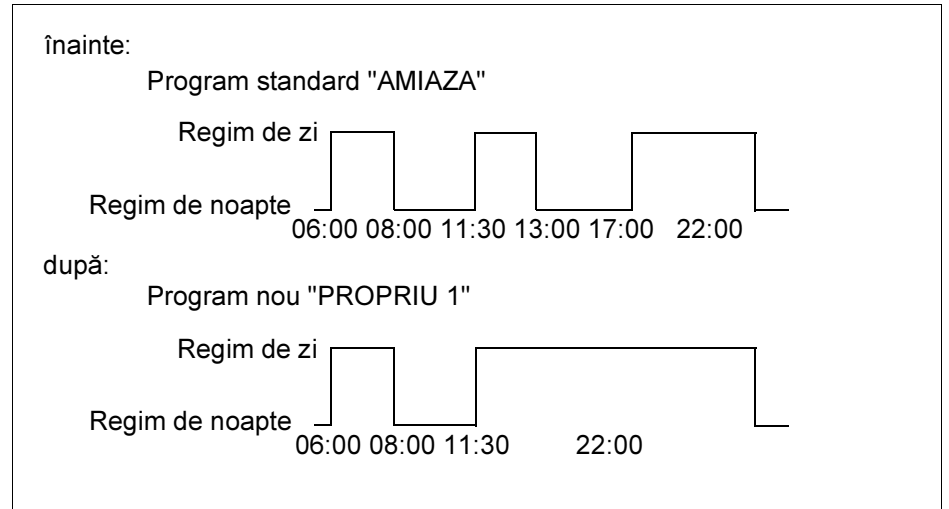 înainte:
Program standard "AMIAZA"
Regim de zi
Regim de noapte
06:00 08:00 11:30 13:00 17:00 22:00
după:
Program nou "PROPRIU 1"
Regim de zi
Regim de noapte
06:00 08:00 11:30 22:00